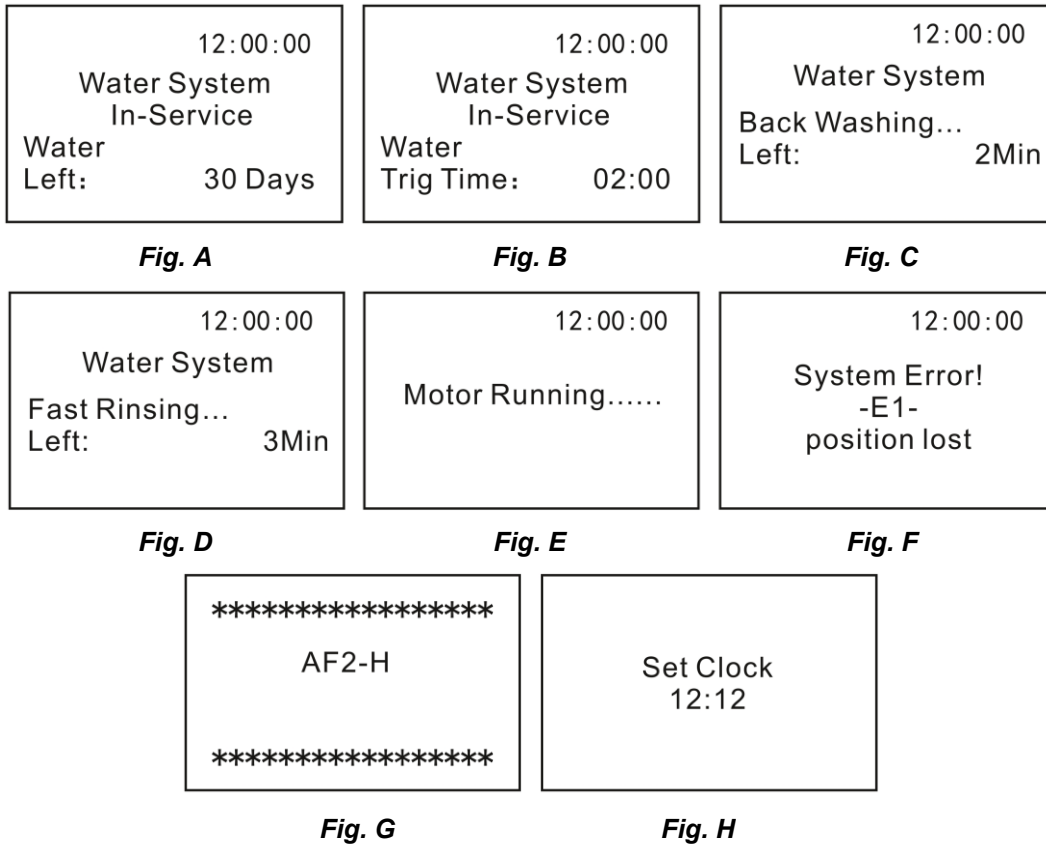 12:00:00
Water System
In-Service
Water
Left: 30 Days
Fig. A
12:00:00
Water System
In-Service
Water
Trig Time: 02:00
Fig. B
12:00:00
Water System
Back Washing...
Left: 2Min
Fig. C
12:00:00
Water System
Fast Rinsing...
Left: 3Min
Fig. D
12:00:00
Motor Running......
Fig. E
12:00:00
System Error!
-E1-
position lost
Fig. F
*****************
AF2-H
*****************
Fig. G
Set Clock
12:12
Fig. H